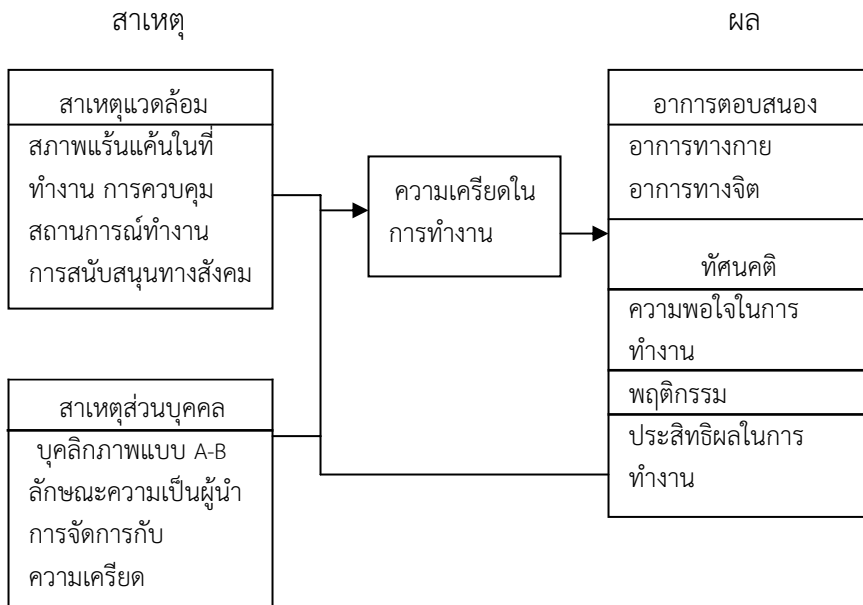 สาเหตุ
ผล
สาเหตุแวดล้อม
สภาพแร้นแค้นในที่
ทำงาน การควบคุม
สถานการณ์ทำงาน
การสนับสนุนทางสังคม
สาเหตุส่วนบุคคล
บุคลิกภาพแบบ A-B
ลักษณะความเป็นผู้นำ
การจัดการกับ
ความเครียด
ความเครียดใน
การทำงาน
อาการตอบสนอง
อาการทางกาย
อาการทางจิต
ทัศนคติ
ความพอใจในการ
ทำงาน
พฤติกรรม
ประสิทธิผลในการ
ทำงาน